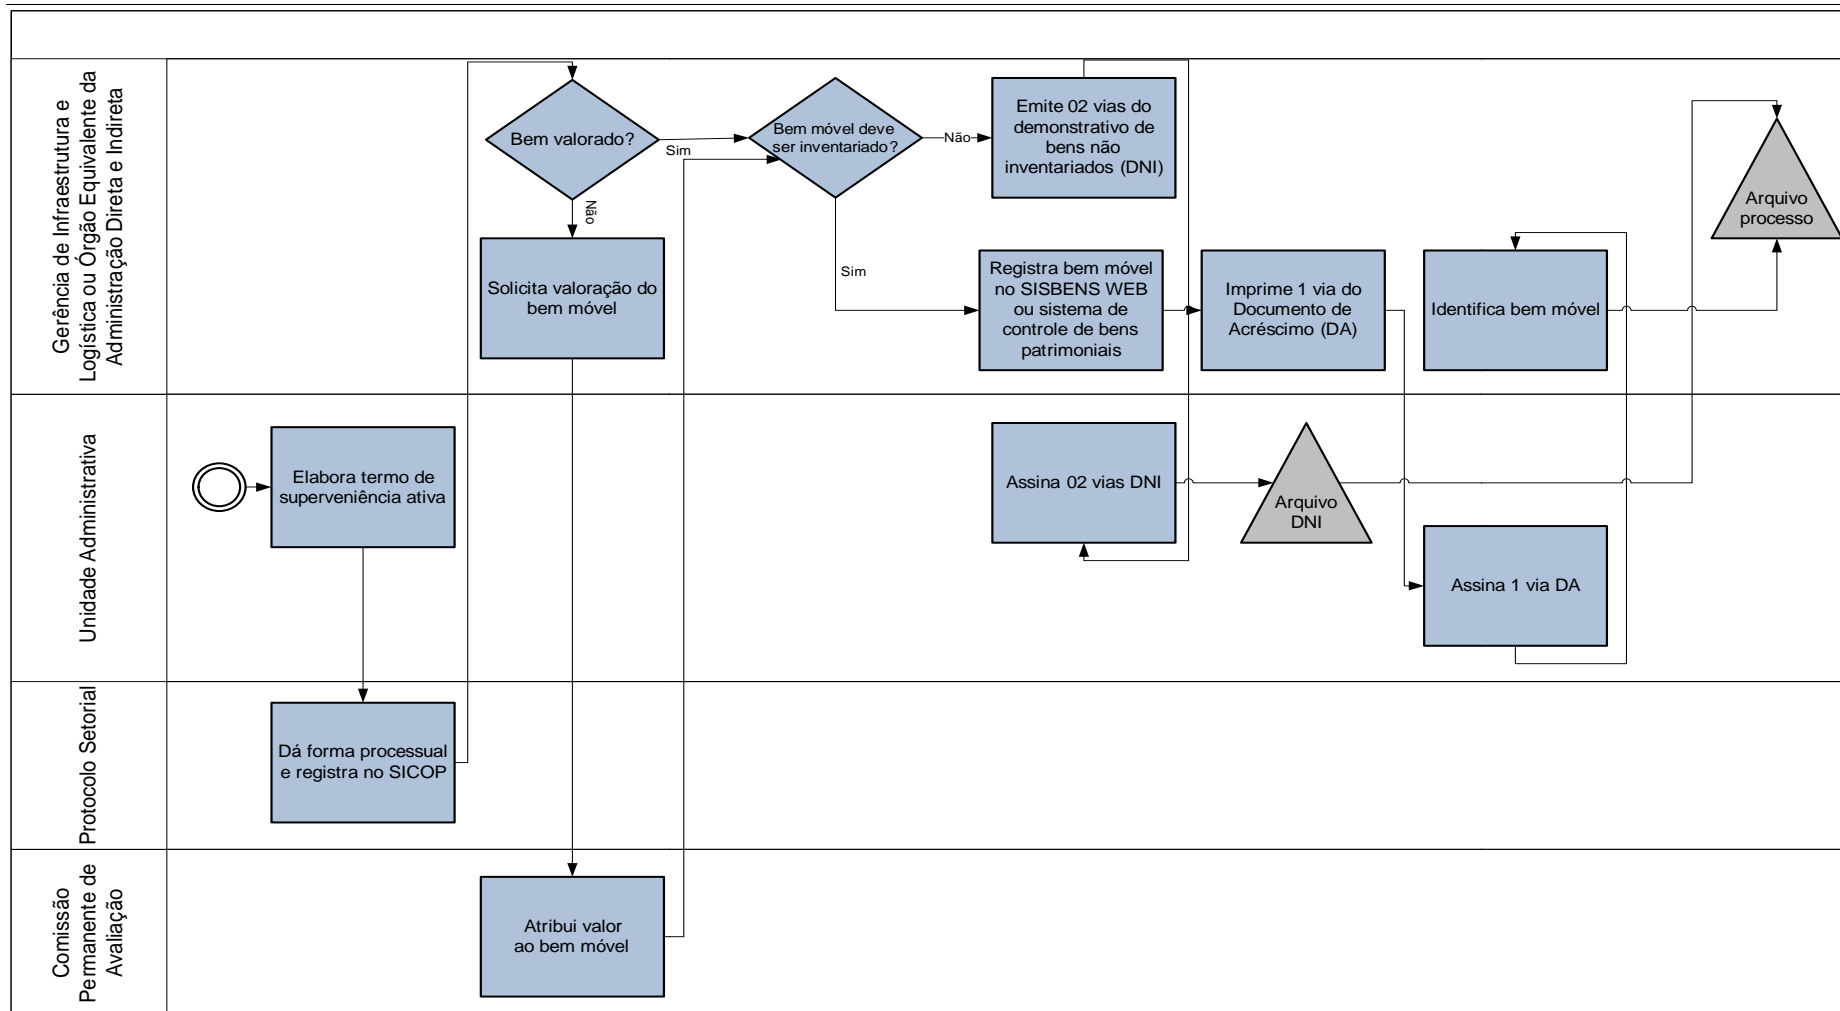 Gerência de Infraestrutura e
Logística ou Órgão Equivalente da
Administração Direta e Indireta
Bem valorado?
Sim
Não
Solicita valoração do
bem móvel
Bem móvel deve
ser inventariado?
Não
Sim
Emite 02 vias do
demonstrativo de
bens não
inventariados (DNI)
Registra bem móvel
no SISBENS WEB
ou sistema de
controle de bens
patrimoniais
Imprime 1 via do
Documento de
Acréscimo (DA)
Identifica bem móvel
Arquivo
processo
Unidade Administrativa
Elabora termo de
superveniência ativa
Assina 02 vias DNI
Arquivo
DNI
Assina 1 via DA
Protocolo Setorial
Dá forma processual
e registra no SICOP
Comissão
Permanente de
Avaliação
Atribui valor
ao bem móvel